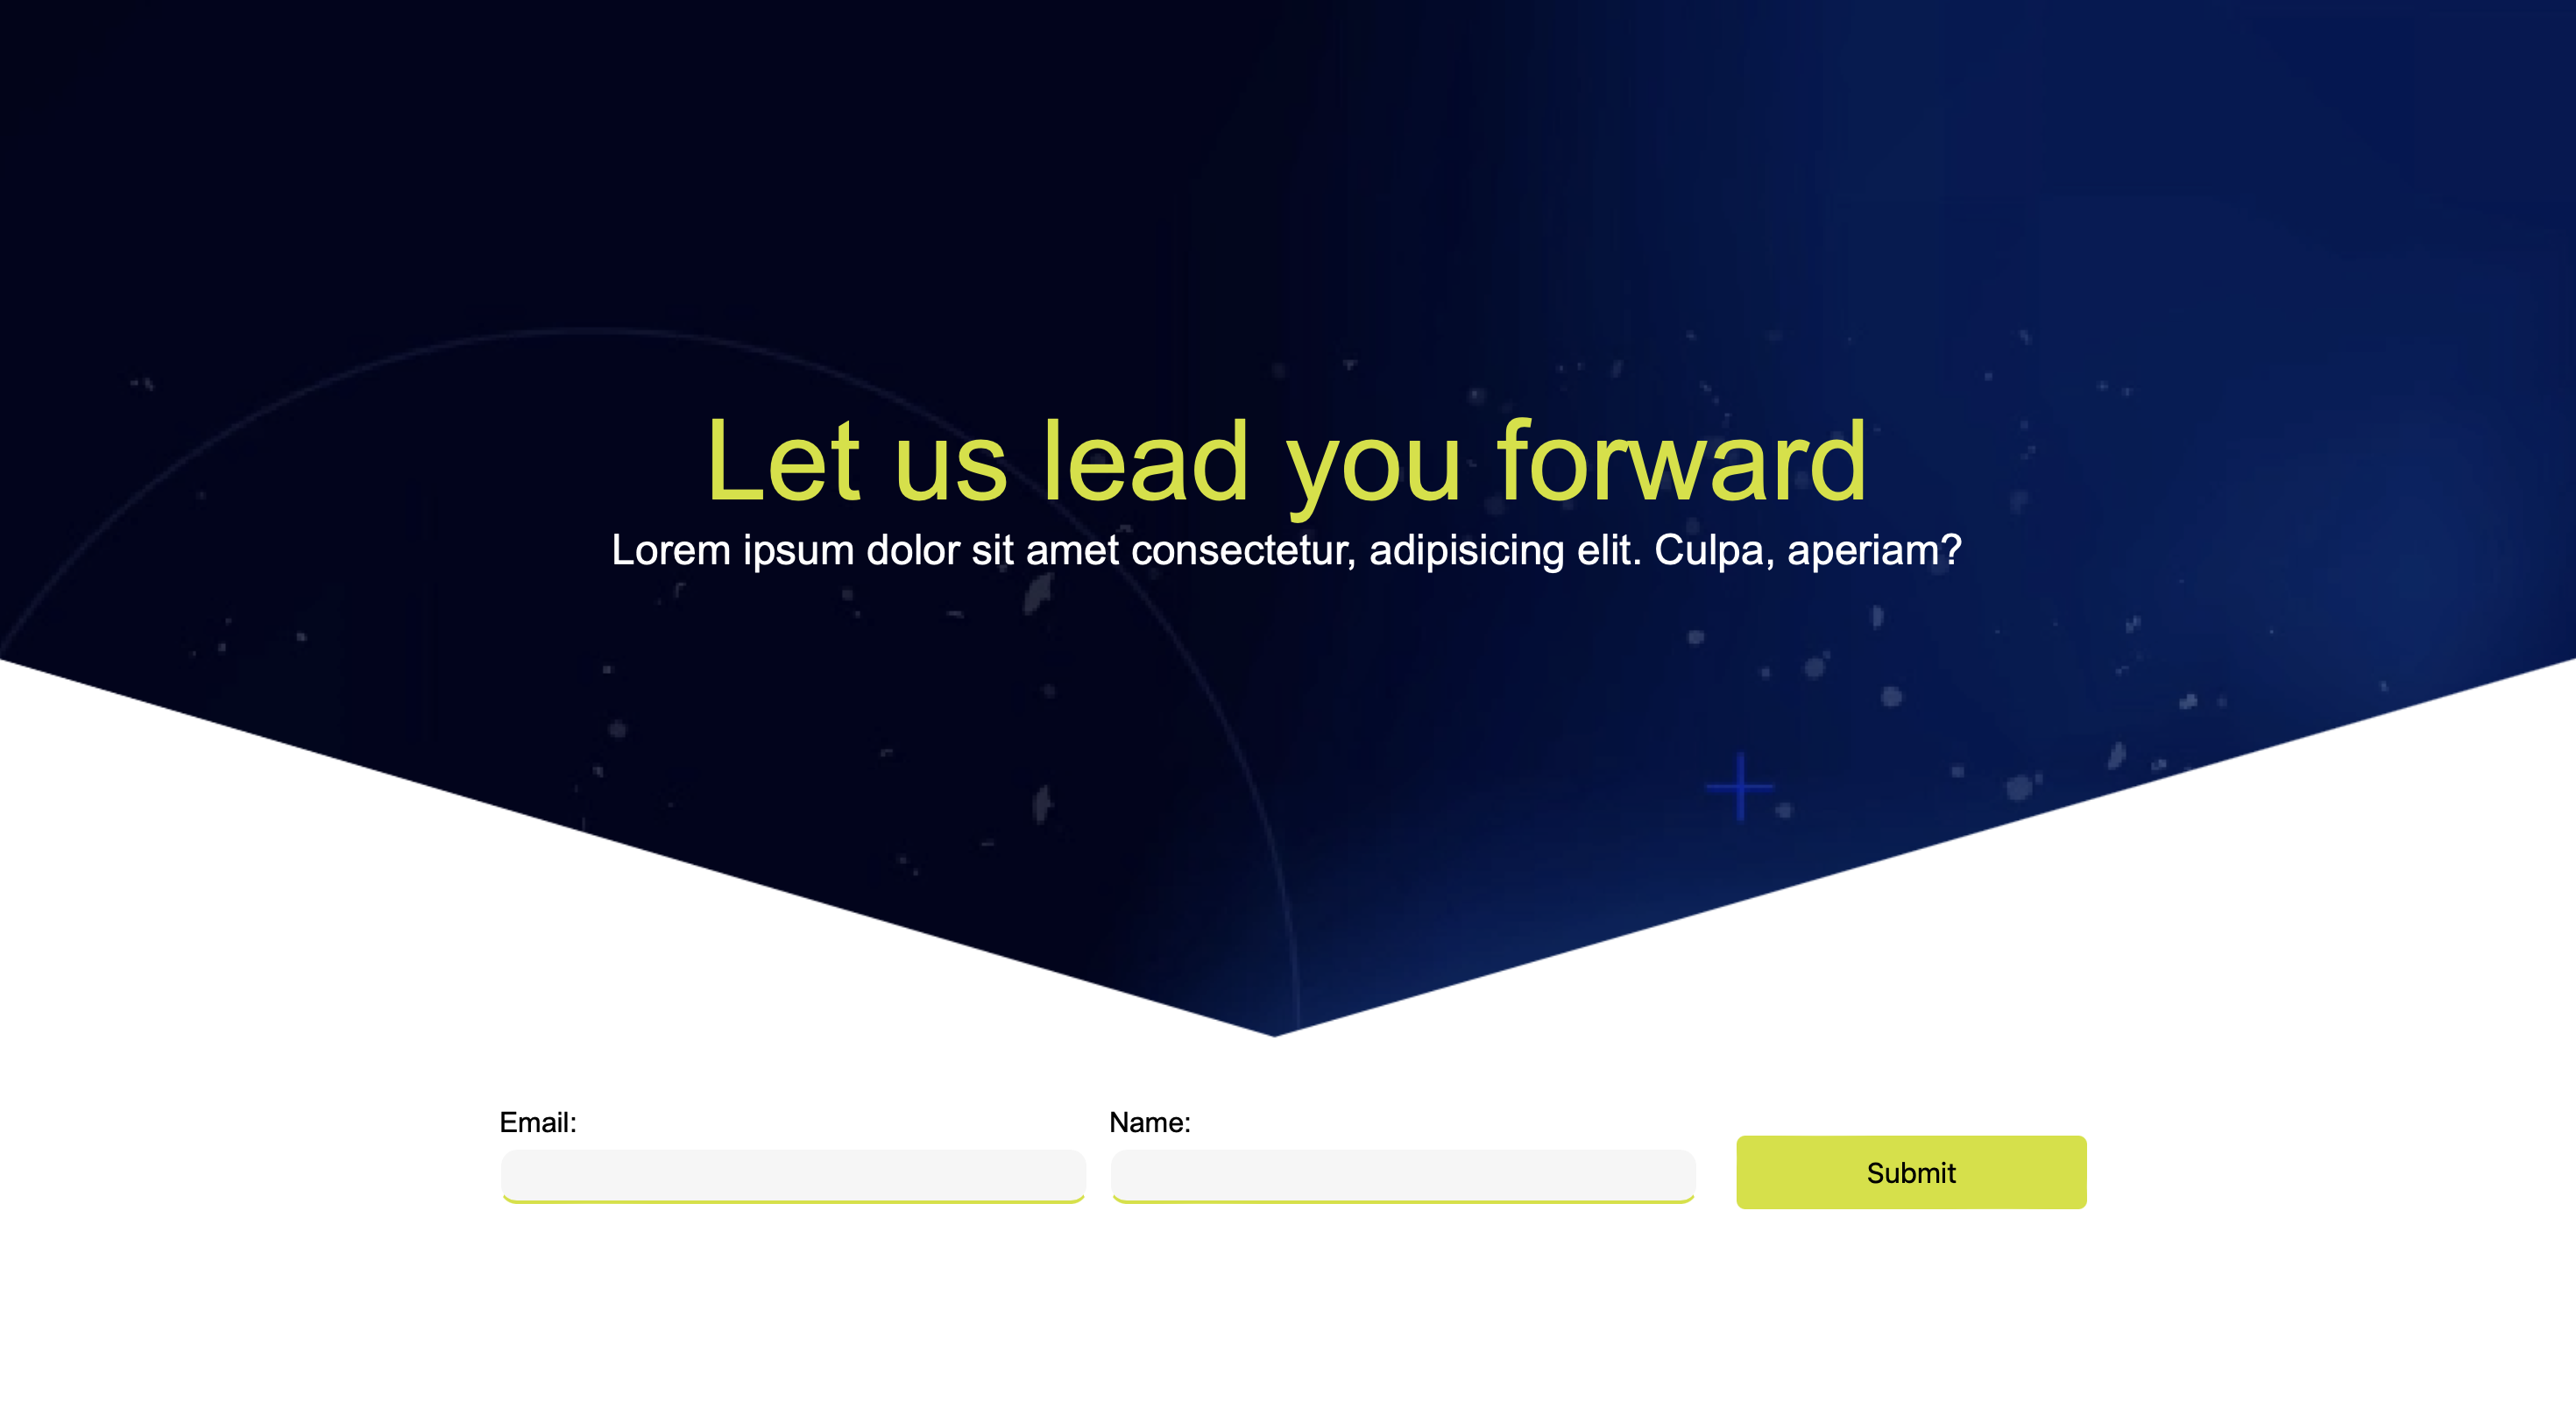 Let us lead you forward
Lorem ipsum dolor sit amet consectetur, adipisicing elit. Culpa, aperiam?
Email:
Name:
Submit